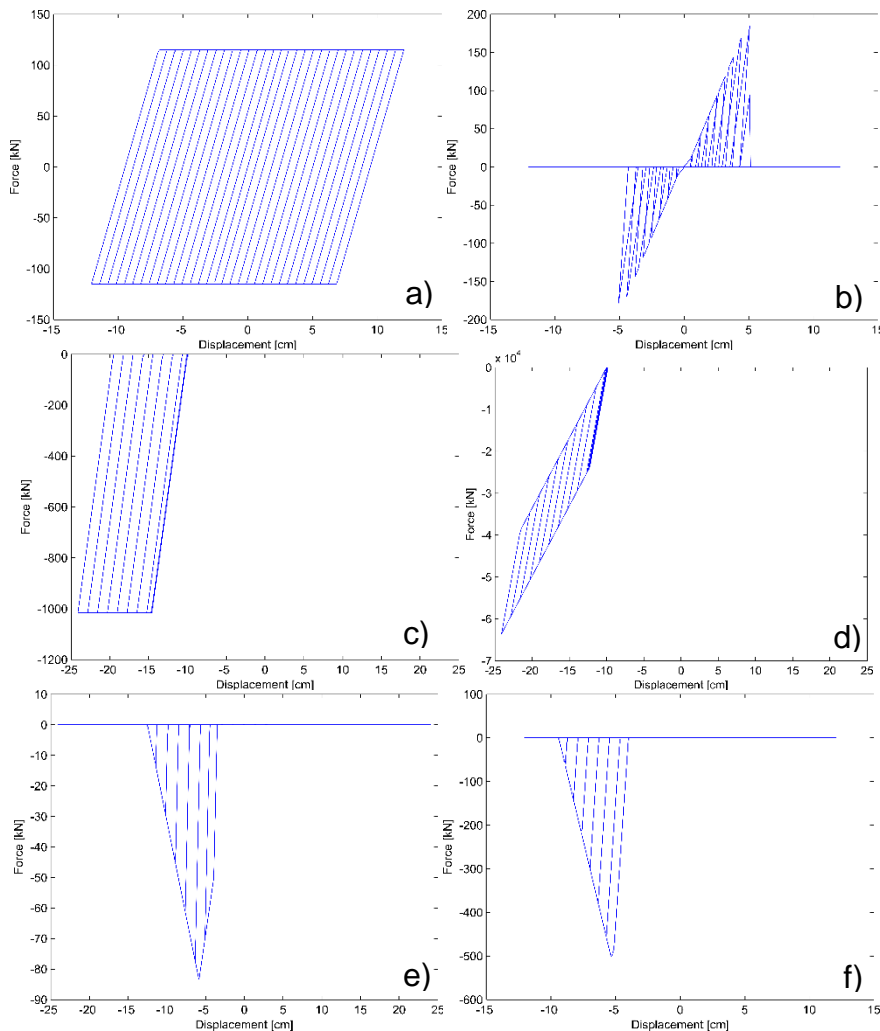 150
100
50
0
-50
-100
-150
-15 -10 -5 0 5 10 15
Displacement [cm]
Force [kN]
a)
200
150
100
50
0
-50
-100
-150
-200
-15 -10 -5 0 5 10 15
Displacement [cm]
Force [kN]
b)
0
-200
-400
-600
-800
-1000
-1200
-25 -20 -15 -10 -5 0 5 10 15 20 25
Displacement [cm]
Force [kN]
c)
x 10^4
0
-1
-2
-3
-4
-5
-6
-7
-25 -20 -15 -10 -5 0 5 10 15 20 25
Displacement [cm]
Force [kN]
d)
10
0
-10
-20
-30
-40
-50
-60
-70
-80
-90
-25 -20 -15 -10 -5 0 5 10 15 20 25
Displacement [cm]
Force [kN]
e)
100
0
-100
-200
-300
-400
-500
-600
-15 -10 -5 0 5 10 15
Displacement [cm]
Force [kN]
f)